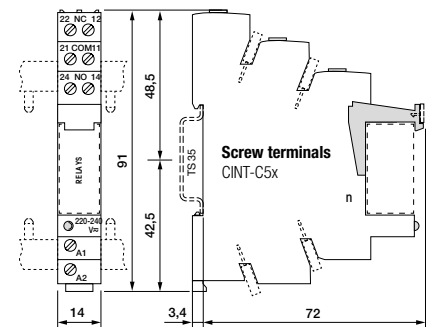 22 NC 12
21 COM11
24 NO 14
RELAYS
220-240
V≂
A1
A2
14
91
48,5
42,5
TS 35
Screw terminals
CINT-C5x
n
3,4
72